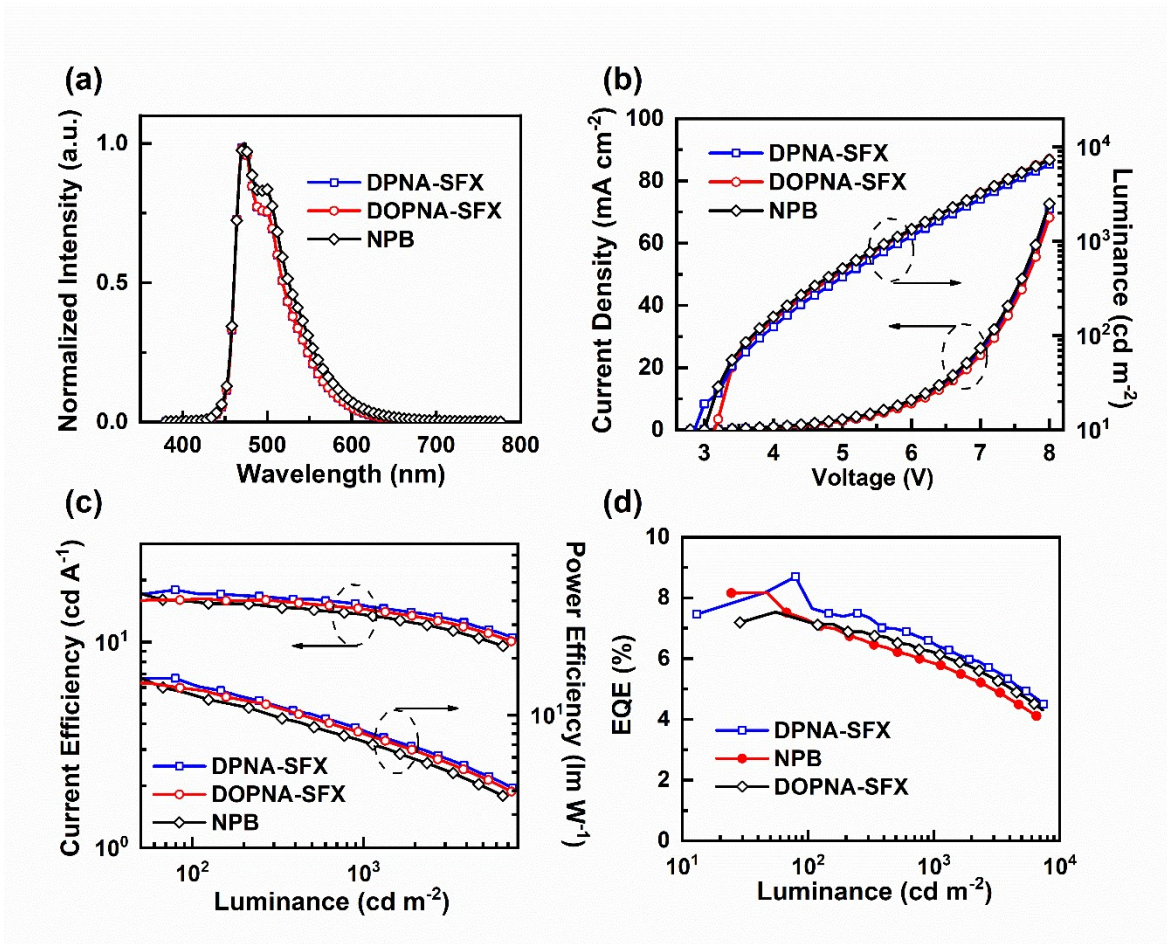 (a)
Normalized Intensity (a.u.)
1.0
0.5
0.0
DPNA-SFX
DOPNA-SFX
NPB
400 500 600 700 800
Wavelength (nm)
(b)
Current Density (mA cm-2)
100
80
60
40
20
0
DPNA-SFX
DOPNA-SFX
NPB
10⁴
10³
10²
10¹
Luminance (cd m-2)
3 4 5 6 7 8
Voltage (V)
(c)
Current Efficiency (cd A-1)
10¹
10⁰
DPNA-SFX
DOPNA-SFX
NPB
10¹
Power Efficiency (lm W-1)
10² 10³
Luminance (cd m-2)
(d)
EQE (%)
10
8
6
4
2
0
DPNA-SFX
NPB
DOPNA-SFX
10¹ 10² 10³ 10⁴
Luminance (cd m-2)